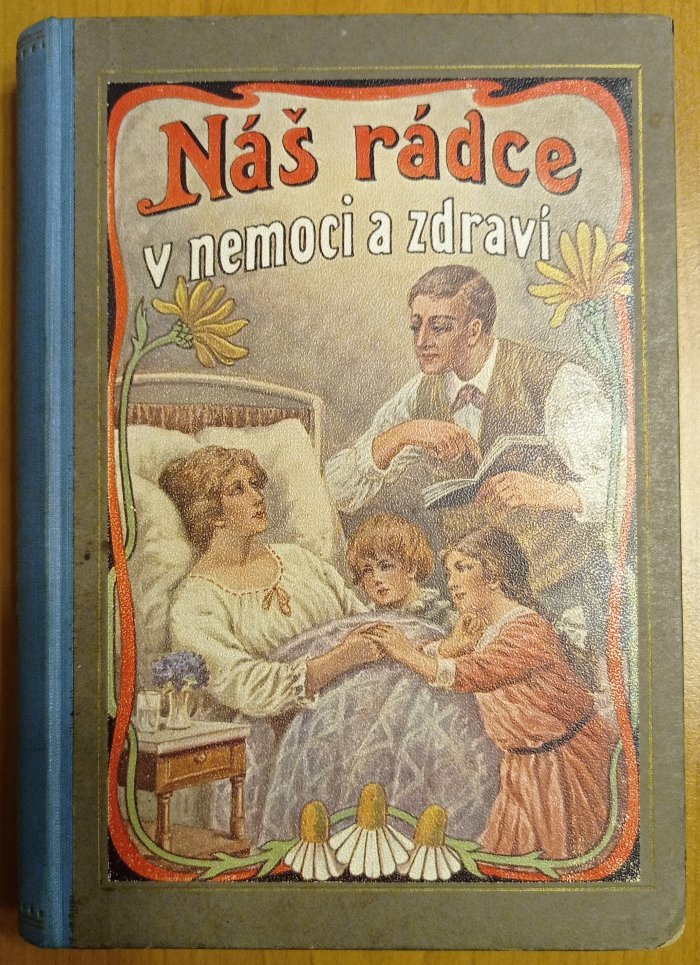 Náš rádce
v nemoci a zdraví